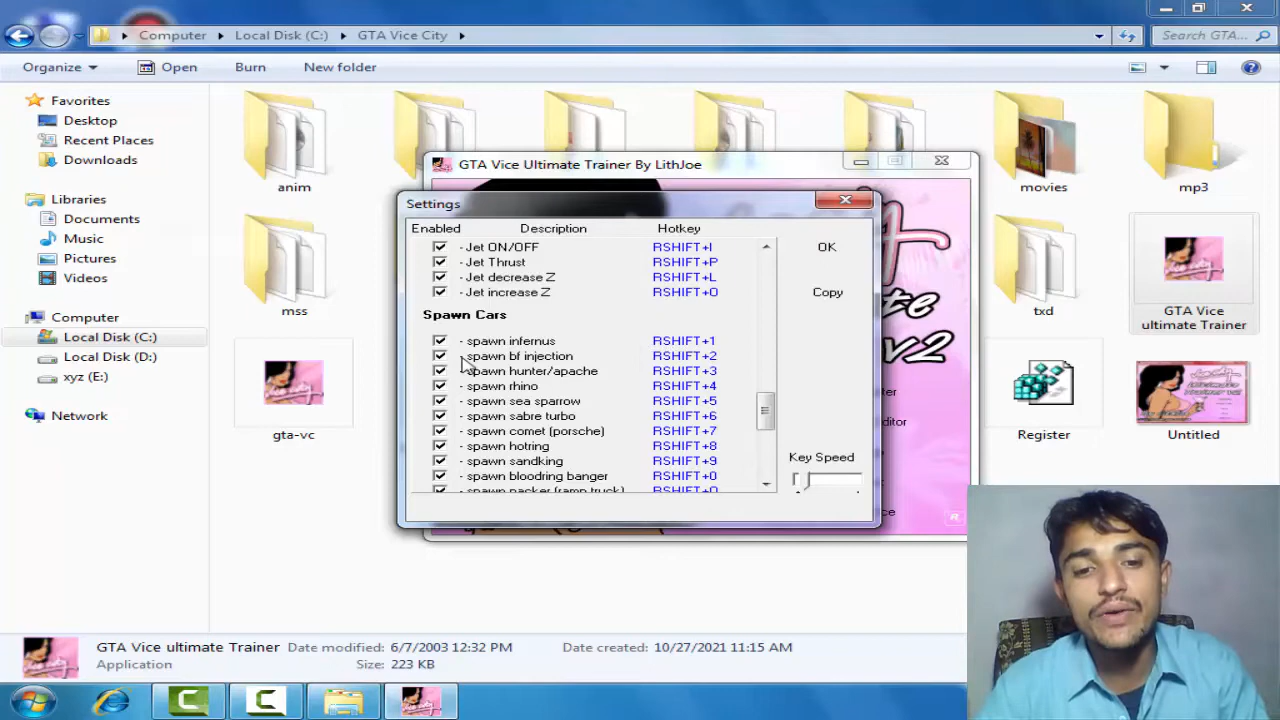 Computer
Local Disk (C:)
GTA Vice City
Search GTA...
Organize
Open
Burn
New folder
Favorites
Desktop
Recent Places
Downloads
Libraries
Documents
Music
Pictures
Videos
Computer
Local Disk (C:)
Local Disk (D:)
xyz (E:)
Network
anim
movies
mp3
mss
txd
GTA Vice
ultimate Trainer
gta-vc
Register
Untitled
GTA Vice Ultimate Trainer By LithJoe
Settings
Enabled Description Hotkey
- Jet ON/OFF RSHIFT+I
- Jet Thrust RSHIFT+P
- Jet decrease Z RSHIFT+L
- Jet increase Z RSHIFT+O
Spawn Cars
- spawn infernus RSHIFT+1
- spawn bf injection RSHIFT+2
- spawn hunter/apache RSHIFT+3
- spawn rhino RSHIFT+4
- spawn sea sparrow RSHIFT+5
- spawn sabre turbo RSHIFT+6
- spawn comet (porsche) RSHIFT+7
- spawn hotring RSHIFT+8
- spawn sandking RSHIFT+9
- spawn bloodring banger RSHIFT+0
- spawn packer (ramp truck) RSHIFT+Q
OK
Copy
Key Speed
v2
GTA Vice ultimate Trainer Date modified: 6/7/2003 12:32 PM Date created: 10/27/2021 11:15 AM
Application Size: 223 KB